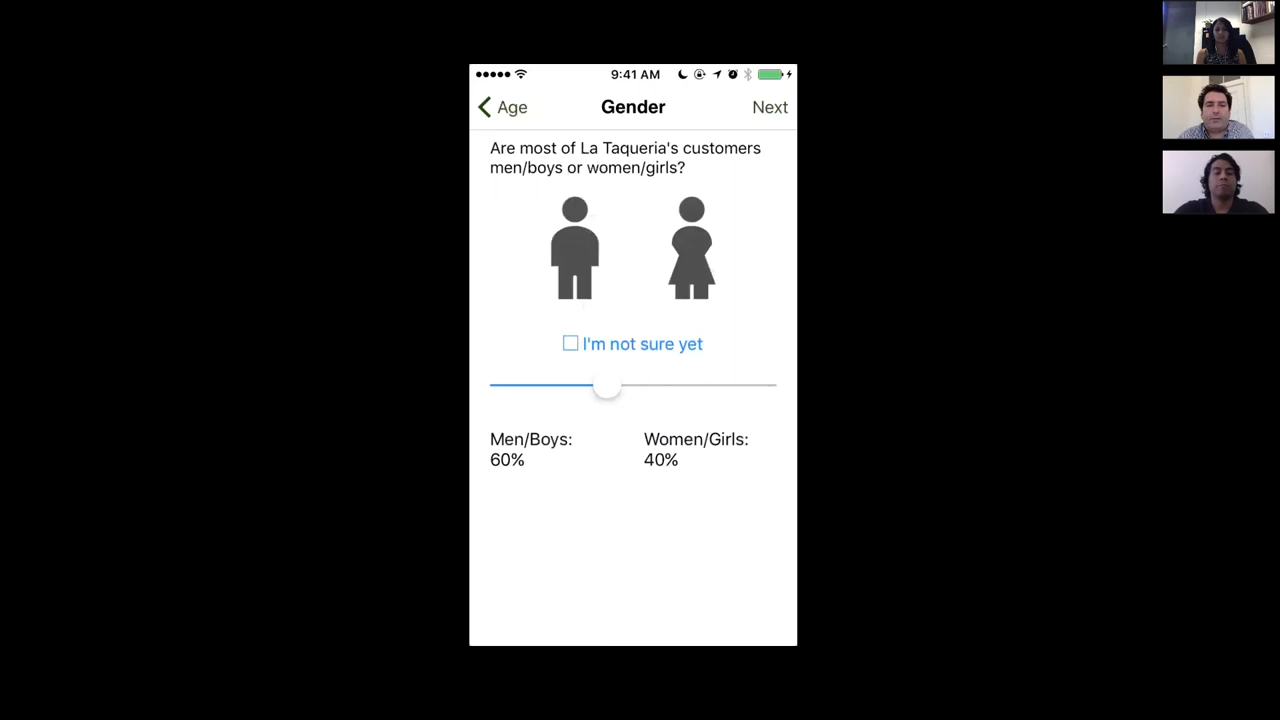 9:41 AM
Age
Gender
Next
Are most of La Taqueria's customers
men/boys or women/girls?
I'm not sure yet
Men/Boys:
60%
Women/Girls:
40%